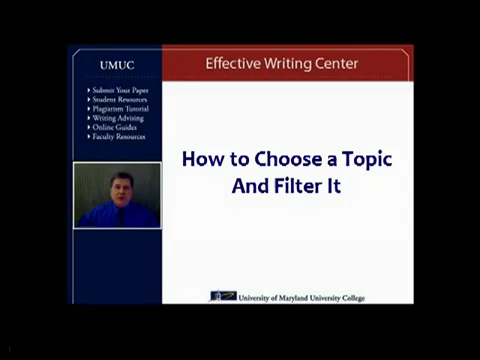 UMUC
Submit Your Paper
Student Resources
Plagiarism Tutorial
Writing Advising
Online Guides
Faculty Resources
Effective Writing Center
How to Choose a Topic
And Filter It
University of Maryland University College